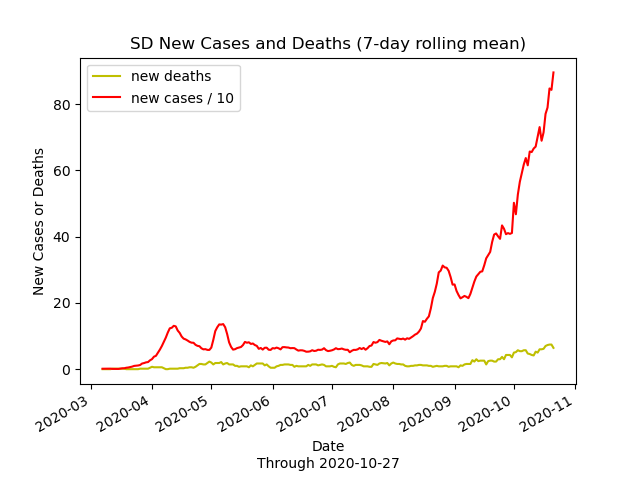 SD New Cases and Deaths (7-day rolling mean)
new deaths
new cases / 10
New Cases or Deaths
80
60
40
20
0
2020-03
2020-04
2020-05
2020-06
2020-07
2020-08
2020-09
2020-10
2020-11
Date
Through 2020-10-27